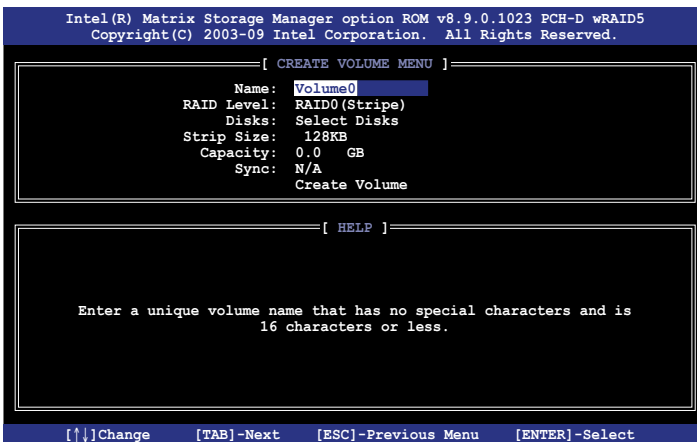 Intel(R) Matrix Storage Manager option ROM v8.9.0.1023 PCH-D wRAID5
Copyright(C) 2003-09 Intel Corporation. All Rights Reserved.
[ CREATE VOLUME MENU ]
Name: Volume0
RAID Level: RAID0(Stripe)
Disks: Select Disks
Strip Size: 128KB
Capacity: 0.0 GB
Sync: N/A
Create Volume
[ HELP ]
Enter a unique volume name that has no special characters and is
16 characters or less.
[↑↓]Change [TAB]-Next [ESC]-Previous Menu [ENTER]-Select